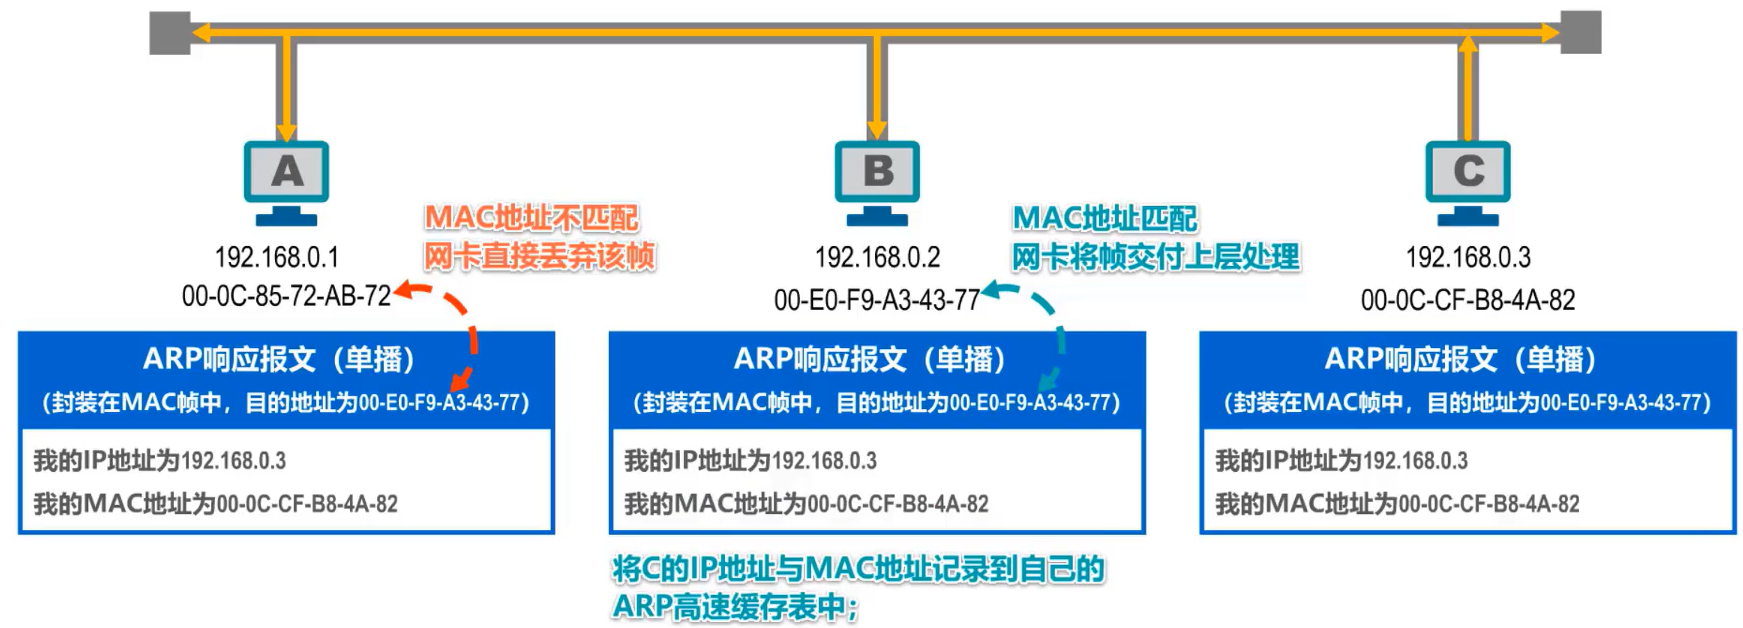 A
B
C
MAC地址不匹配
网卡直接丢弃该帧
MAC地址匹配
网卡将帧交付上层处理
192.168.0.1
00-0C-85-72-AB-72
192.168.0.2
00-E0-F9-A3-43-77
192.168.0.3
00-0C-CF-B8-4A-82
ARP响应报文（单播）
（封装在MAC帧中，目的地址为00-E0-F9-A3-43-77）
我的IP地址为192.168.0.3
我的MAC地址为00-0C-CF-B8-4A-82
ARP响应报文（单播）
（封装在MAC帧中，目的地址为00-E0-F9-A3-43-77）
我的IP地址为192.168.0.3
我的MAC地址为00-0C-CF-B8-4A-82
ARP响应报文（单播）
（封装在MAC帧中，目的地址为00-E0-F9-A3-43-77）
我的IP地址为192.168.0.3
我的MAC地址为00-0C-CF-B8-4A-82
将C的IP地址与MAC地址记录到自己的
ARP高速缓存表中；